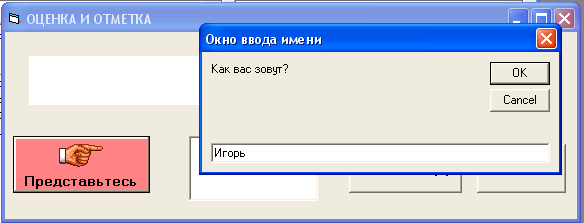 ОЦЕНКА И ОТМЕТКА
Окно ввода имени
Как вас зовут?
OK
Cancel
Игорь
Представьтесь